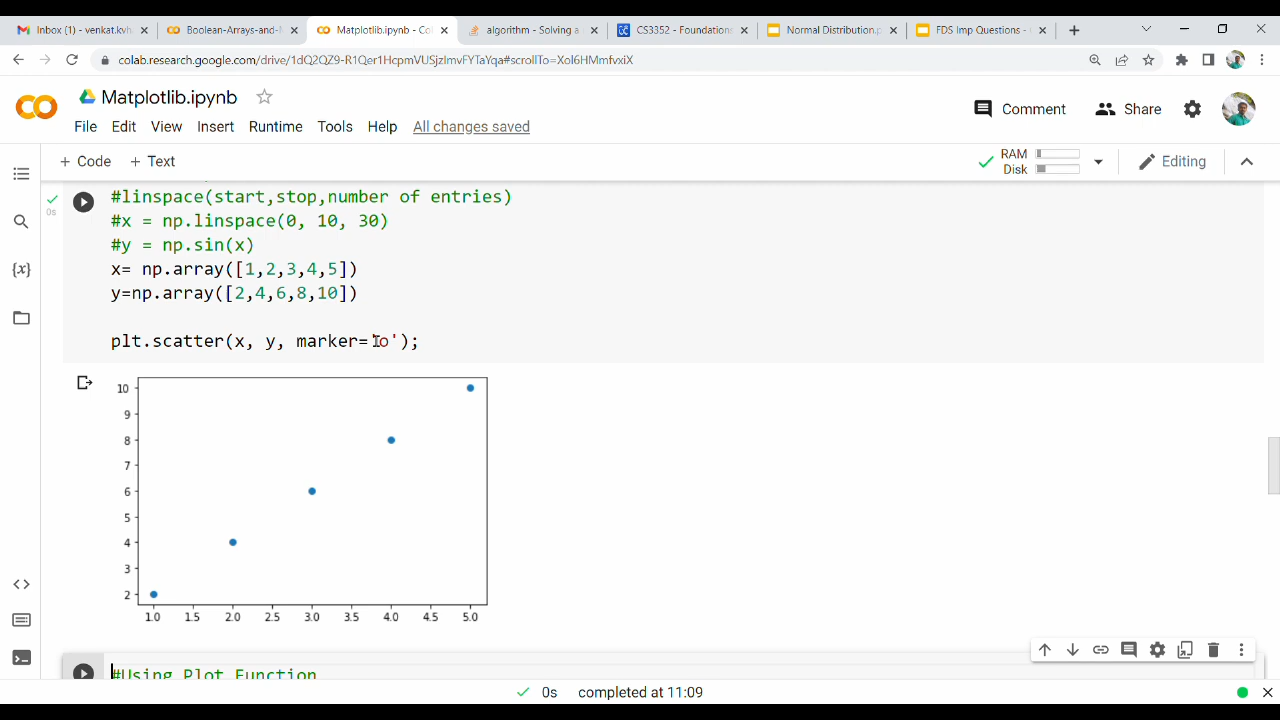 Inbox (1) - venkat.kvh
Boolean-Arrays-and-
Matplotlib.ipynb - Co
algorithm - Solving a
CS3352 - Foundations
Normal Distribution.p
FDS Imp Questions -
colab.research.google.com/drive/1dQ2QZ9-R1Qer1HcpmVUSjzImvFYTaYqa#scrollTo=XoI6HMmfvxiX
Matplotlib.ipynb
Comment
Share
File Edit View Insert Runtime Tools Help All changes saved
+ Code + Text
RAM
Disk
Editing
0s
#linspace(start,stop,number of entries)
#x = np.linspace(0, 10, 30)
#y = np.sin(x)
x= np.array([1,2,3,4,5])
y=np.array([2,4,6,8,10])
plt.scatter(x, y, marker='o');
10
9
8
7
6
5
4
3
2
1.0 1.5 2.0 2.5 3.0 3.5 4.0 4.5 5.0
#Using Plot Function
0s completed at 11:09